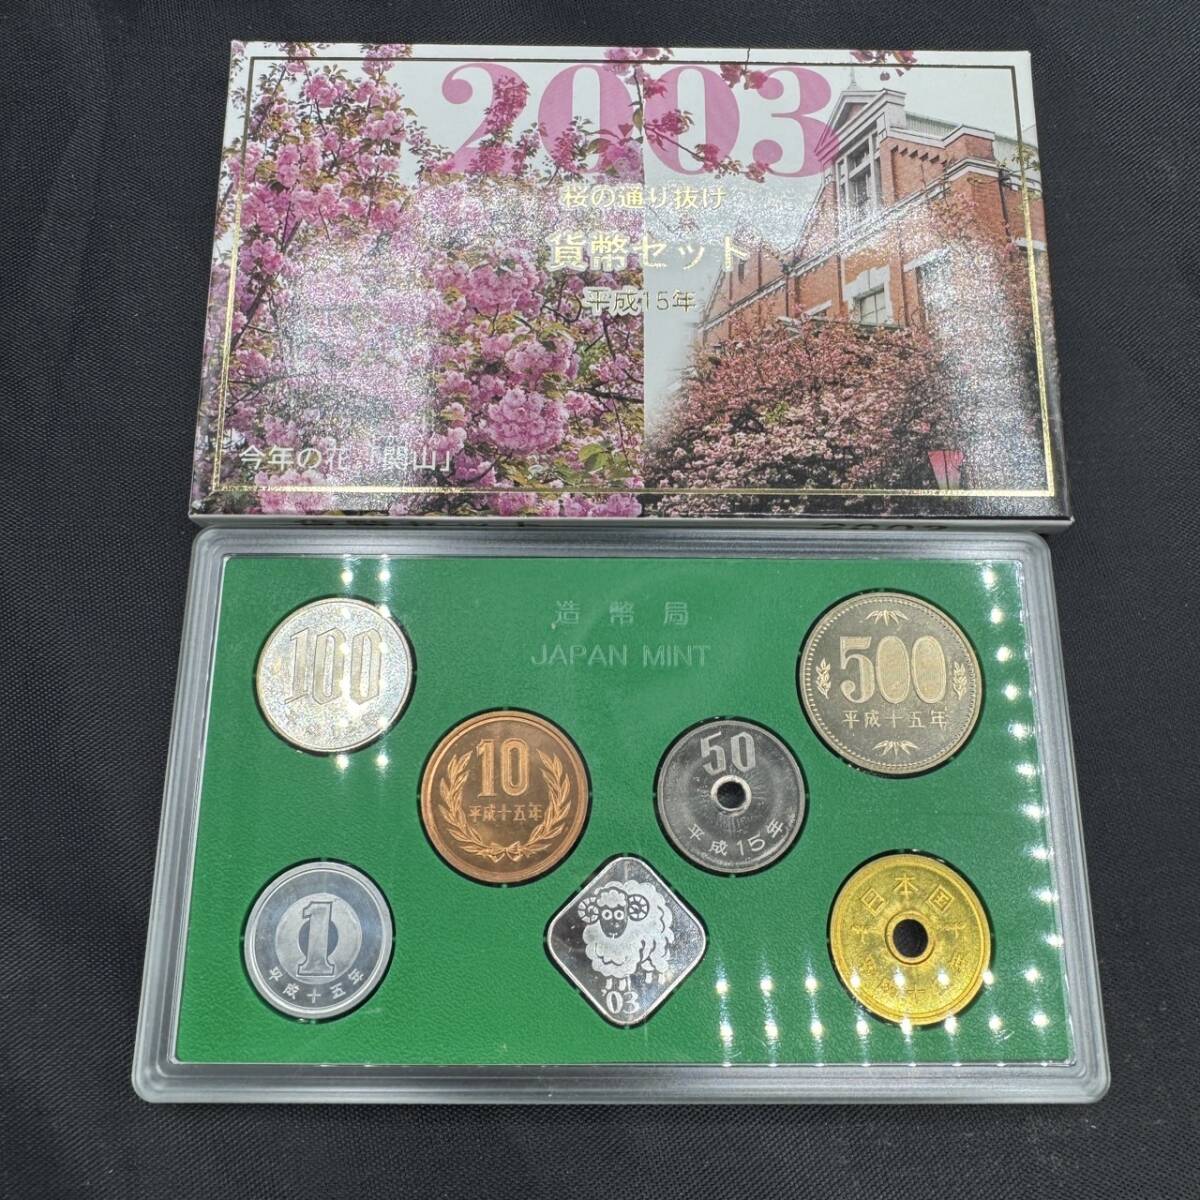 2003
桜の通り抜け
貨幣セット
平成15年
今年の花「関山」
2003
造幣局
JAPAN MINT
100
500
平成十五年
10
平成十五年
50
平成15年
1
平成十五年
'03
日本国